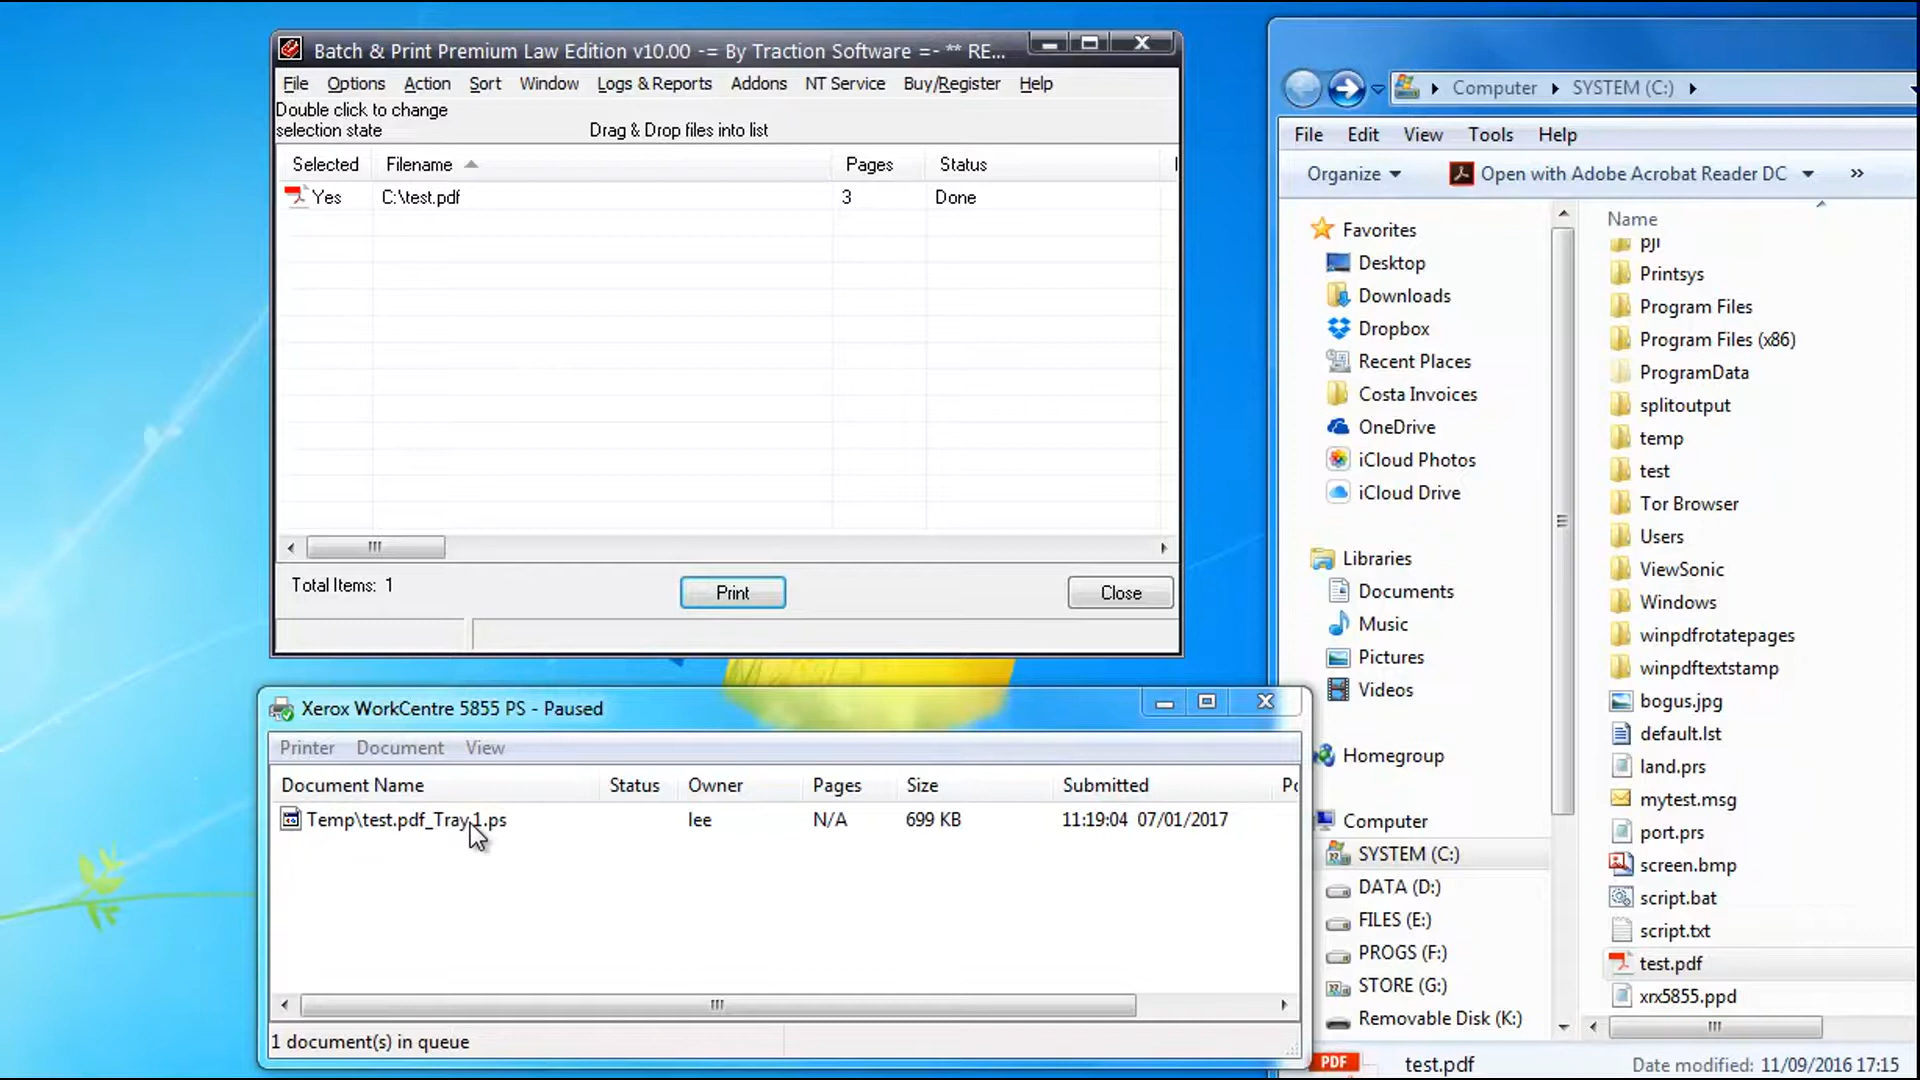 Batch & Print Premium Law Edition v10.00 -= By Traction Software =- ** RE...
File Options Action Sort Window Logs & Reports Addons NT Service Buy/Register Help
Double click to change
selection state
Drag & Drop files into list
Selected Filename Pages Status
Yes C:\test.pdf 3 Done
Total Items: 1
Print
Close
Xerox WorkCentre 5855 PS - Paused
Printer Document View
Document Name Status Owner Pages Size Submitted
Temp\test.pdf_Tray.1.ps lee N/A 699 KB 11:19:04 07/01/2017
1 document(s) in queue
Computer SYSTEM (C:)
File Edit View Tools Help
Organize Open with Adobe Acrobat Reader DC »
Favorites
Desktop
Downloads
Dropbox
Recent Places
Costa Invoices
OneDrive
iCloud Photos
iCloud Drive
Libraries
Documents
Music
Pictures
Videos
Homegroup
Computer
SYSTEM (C:)
DATA (D:)
FILES (E:)
PROGS (F:)
STORE (G:)
Removable Disk (K:)
Name
Printsys
Program Files
Program Files (x86)
ProgramData
splitoutput
temp
test
Tor Browser
Users
ViewSonic
Windows
winpdfrotatepages
winpdftextstamp
bogus.jpg
default.lst
land.prs
mytest.msg
port.prs
screen.bmp
script.bat
script.txt
test.pdf
xrx5855.ppd
PDF
test.pdf Date modified: 11/09/2016 17:15